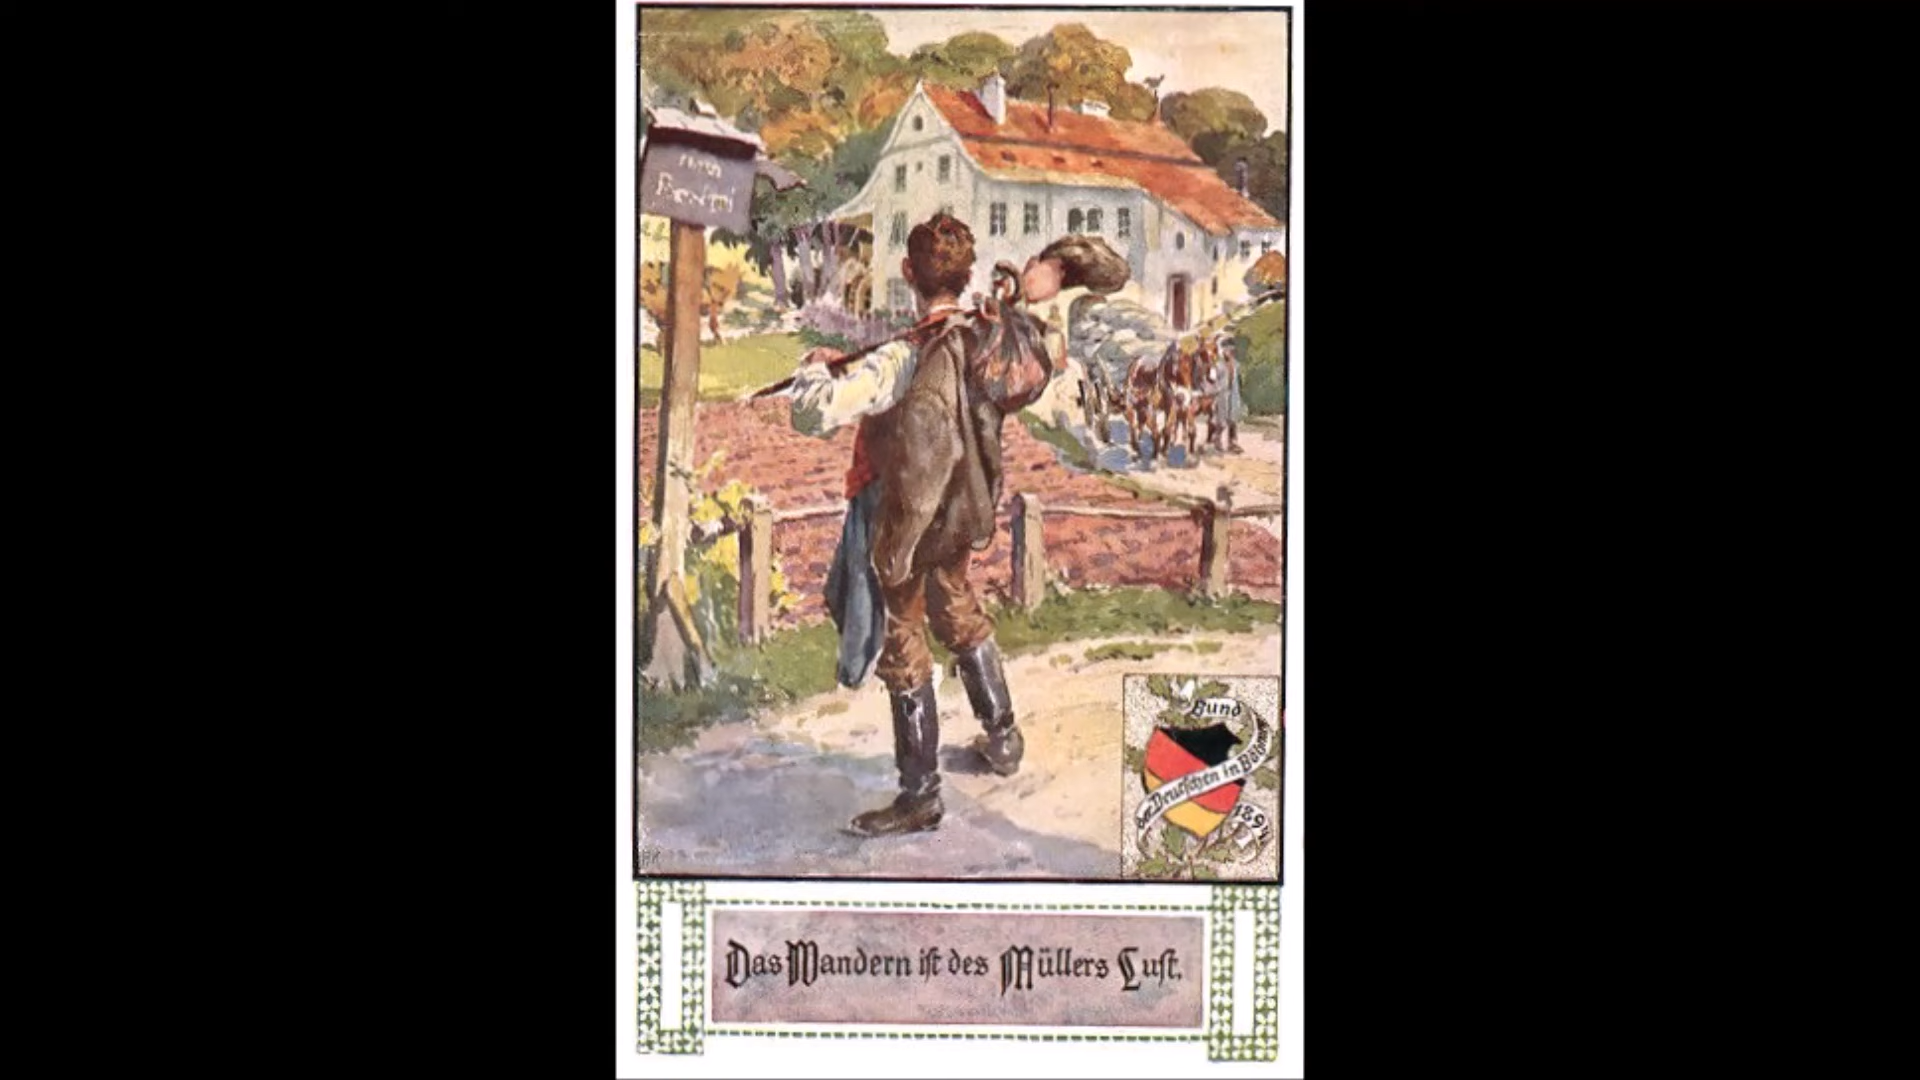 Bund
der Deutschen in Böhmen
1894
Das Wandern ist des Müllers Lust.